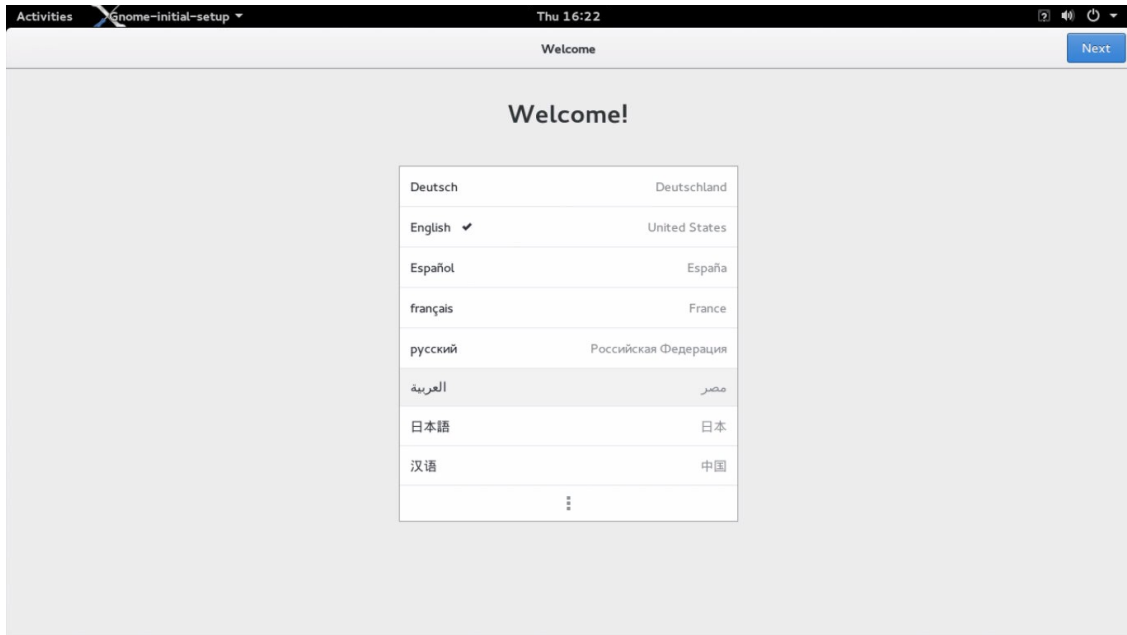 Activities Gnome-initial-setup Thu 16:22
Welcome Next
Welcome!
Deutsch Deutschland
English United States
Español España
français France
русский Российская Федерация
العربية مصر
日本語 日本
汉语 中国